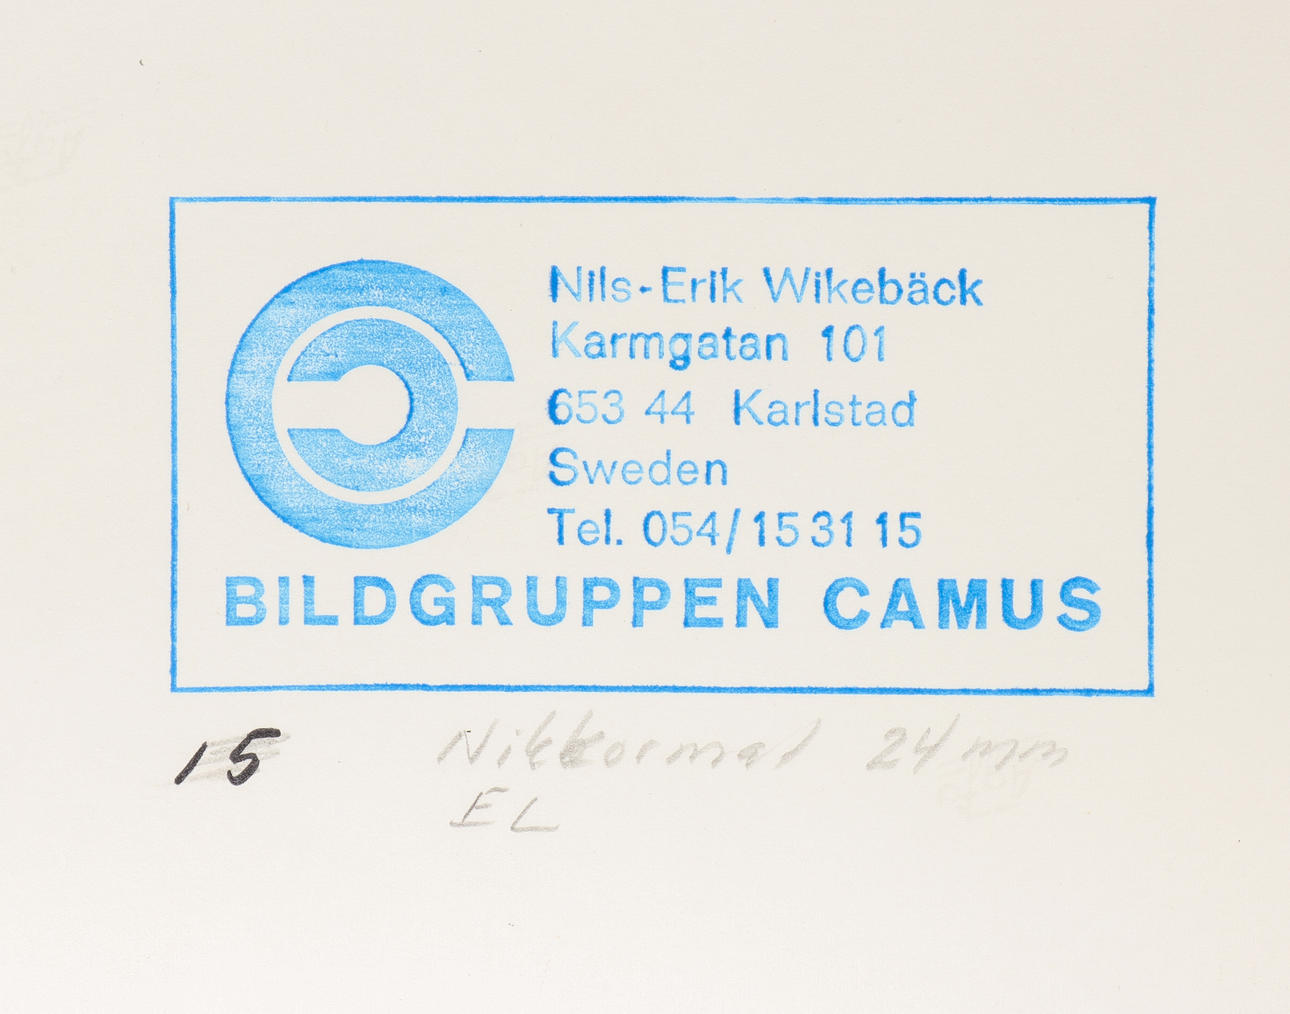 Nils-Erik Wikebäck
Karmgatan 101
653 44 Karlstad
Sweden
Tel. 054/15 31 15
BILDGRUPPEN CAMUS
15 Nikkormat 24 mm
EL